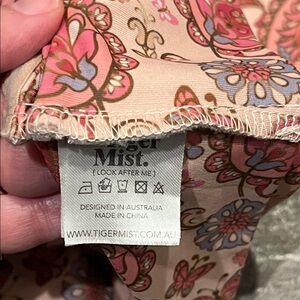 Tiger
Mist.
[ LOOK AFTER ME ]
DESIGNED IN AUSTRALIA
MADE IN CHINA
WWW.TIGERMIST.COM.AU